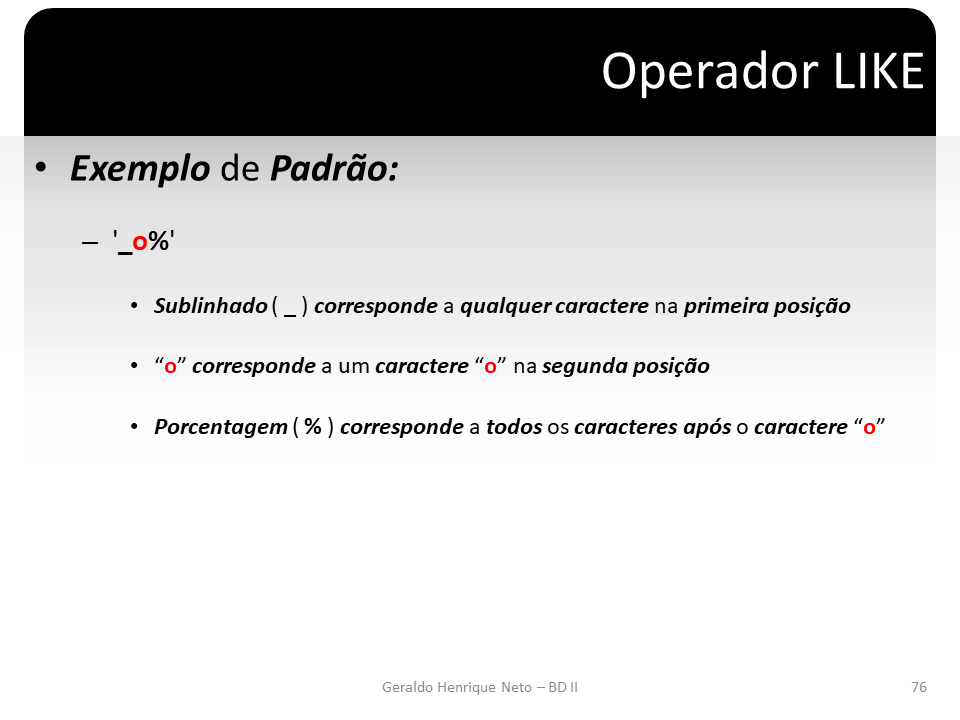 Operador LIKE
• Exemplo de Padrão:
– '_o%'
• Sublinhado ( _ ) corresponde a qualquer caractere na primeira posição
• “o” corresponde a um caractere “o” na segunda posição
• Porcentagem ( % ) corresponde a todos os caracteres após o caractere “o”
Geraldo Henrique Neto – BD II
76